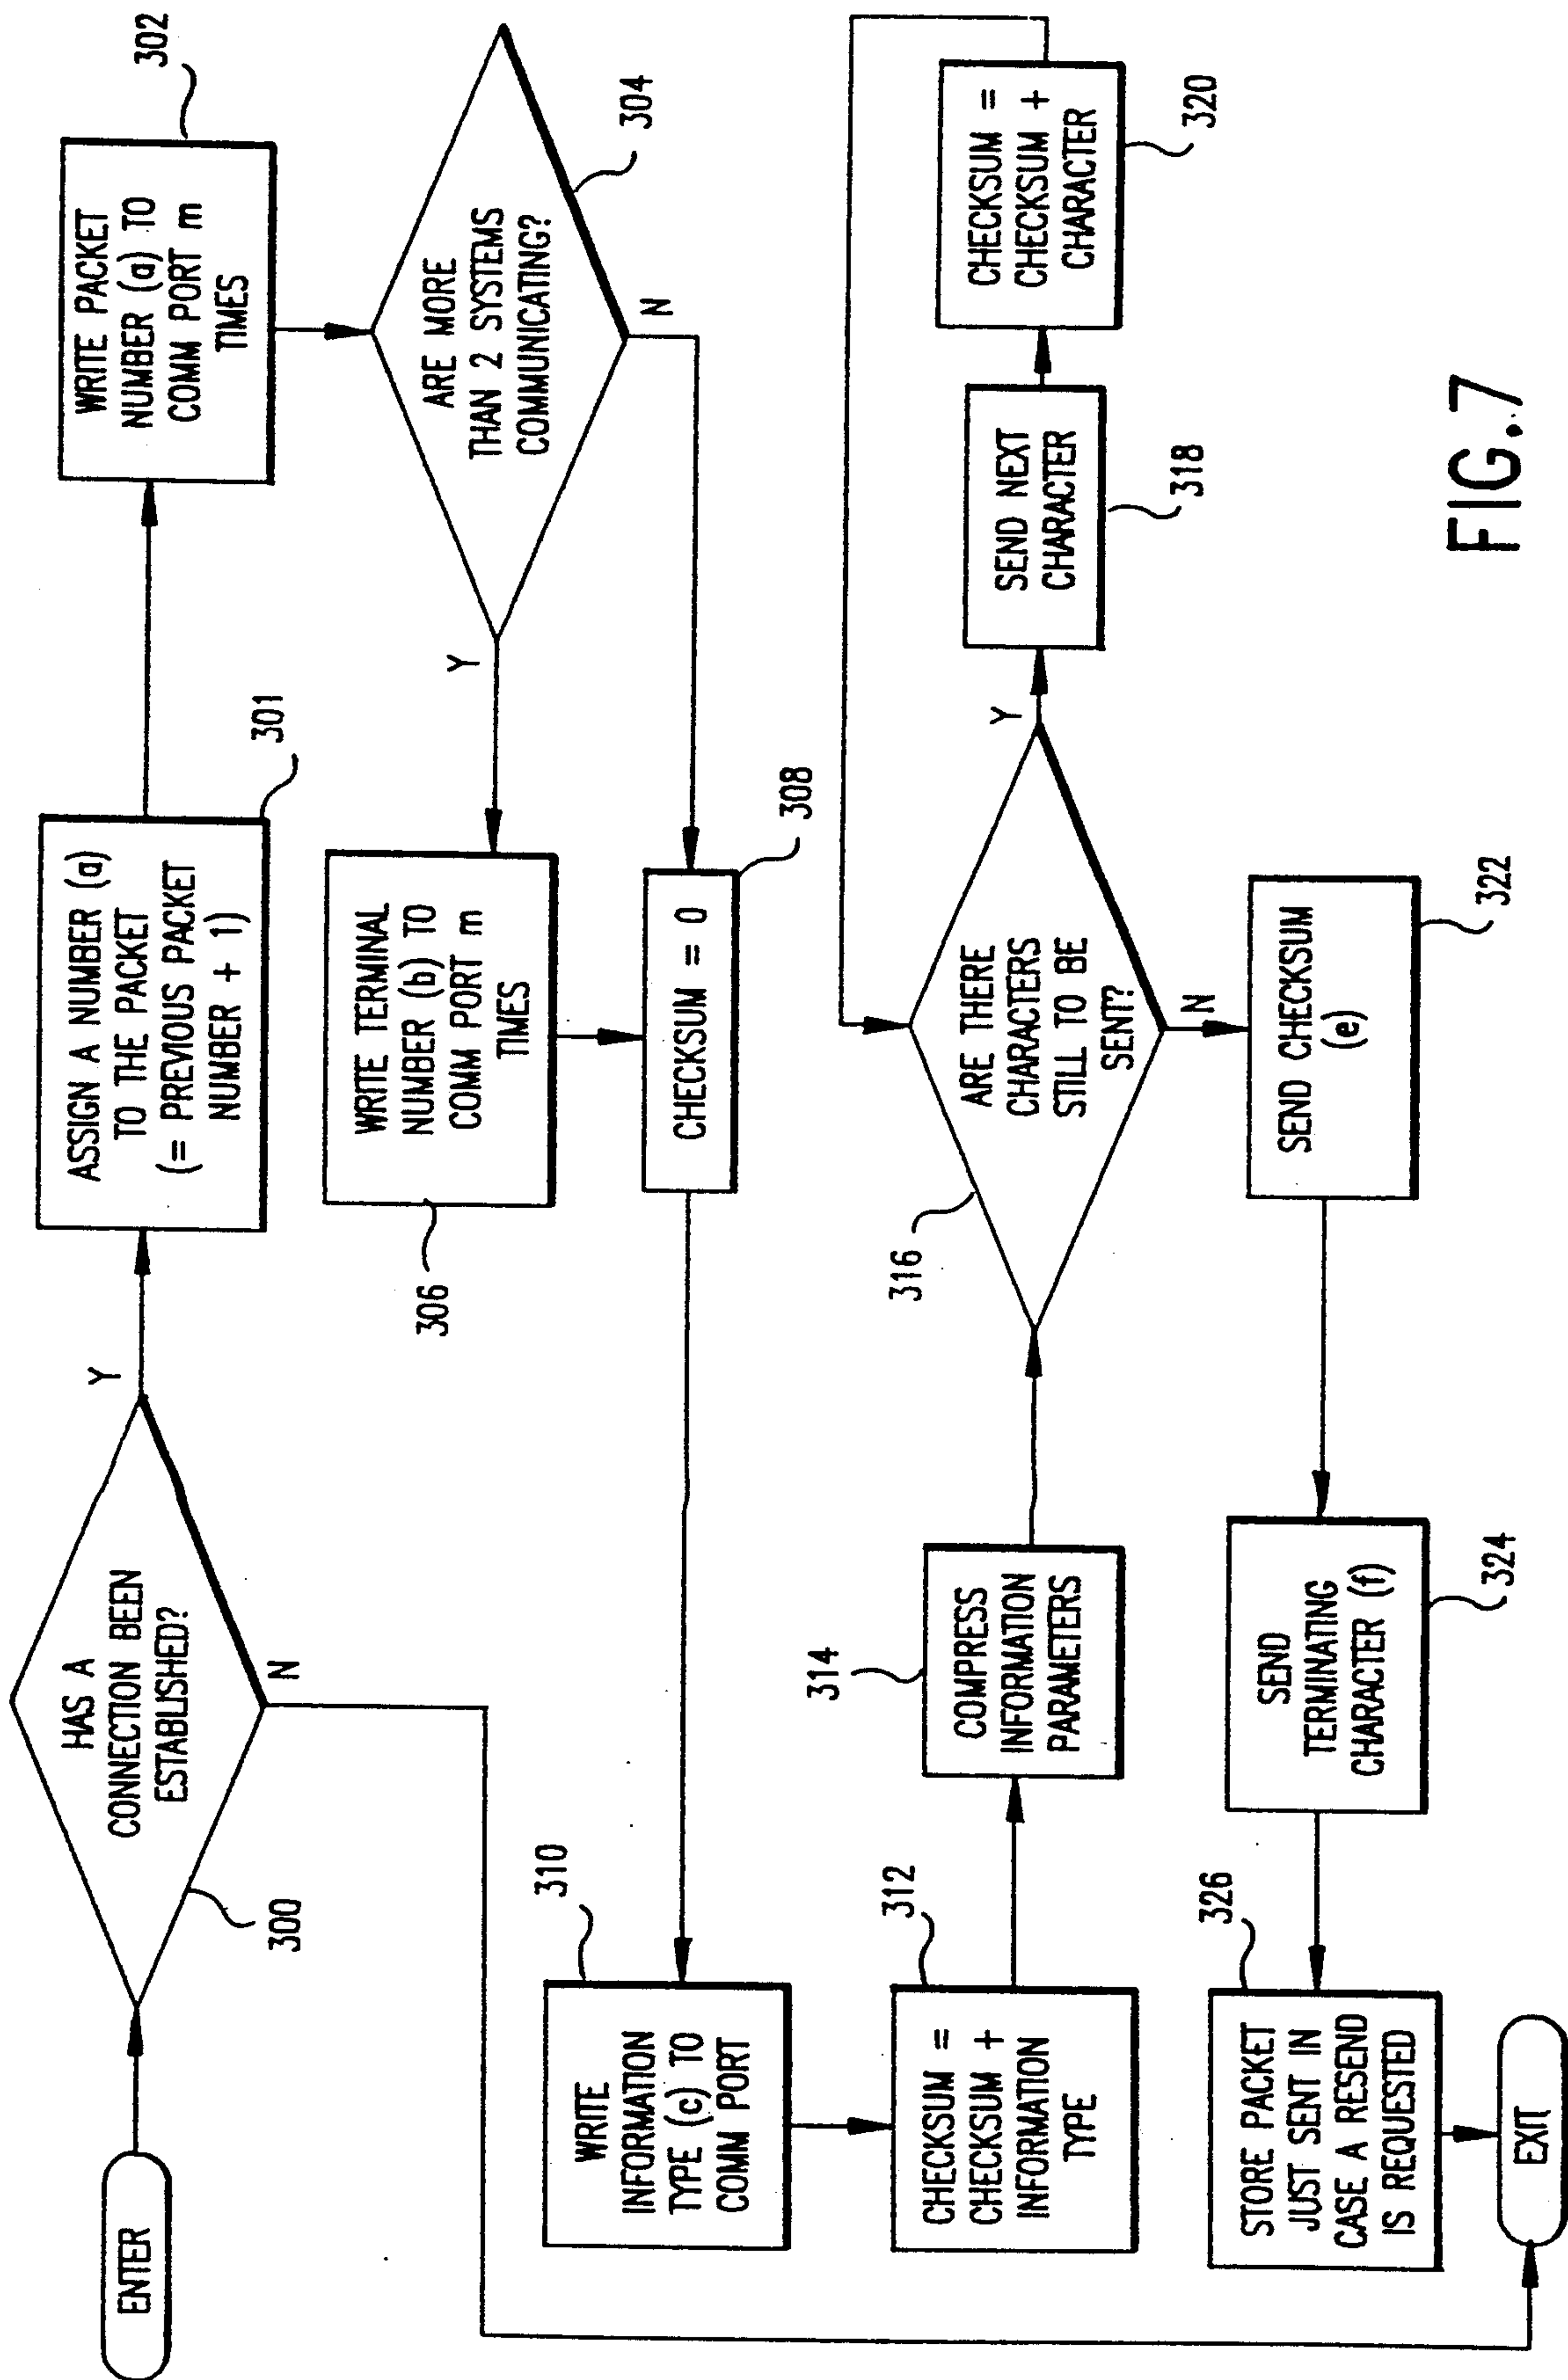 ENTER
HAS A
CONNECTION BEEN
ESTABLISHED?
300
Y
N
ASSIGN A NUMBER (a)
TO THE PACKET
(= PREVIOUS PACKET
NUMBER + 1)
301
WRITE PACKET
NUMBER (a) TO
COMM PORT m
TIMES
302
ARE MORE
THAN 2 SYSTEMS
COMMUNICATING?
304
Y
N
WRITE TERMINAL
NUMBER (b) TO
COMM PORT m
TIMES
306
CHECKSUM = 0
308
WRITE
INFORMATION
TYPE (c) TO
COMM PORT
310
CHECKSUM =
CHECKSUM +
INFORMATION
TYPE
312
COMPRESS
INFORMATION
PARAMETERS
314
ARE THERE
CHARACTERS
STILL TO BE
SENT?
316
Y
N
SEND NEXT
CHARACTER
318
CHECKSUM =
CHECKSUM +
CHARACTER
320
SEND CHECKSUM
(e)
322
SEND
TERMINATING
CHARACTER (f)
324
STORE PACKET
JUST SENT IN
CASE A RESEND
IS REQUESTED
326
EXIT
FIG.7